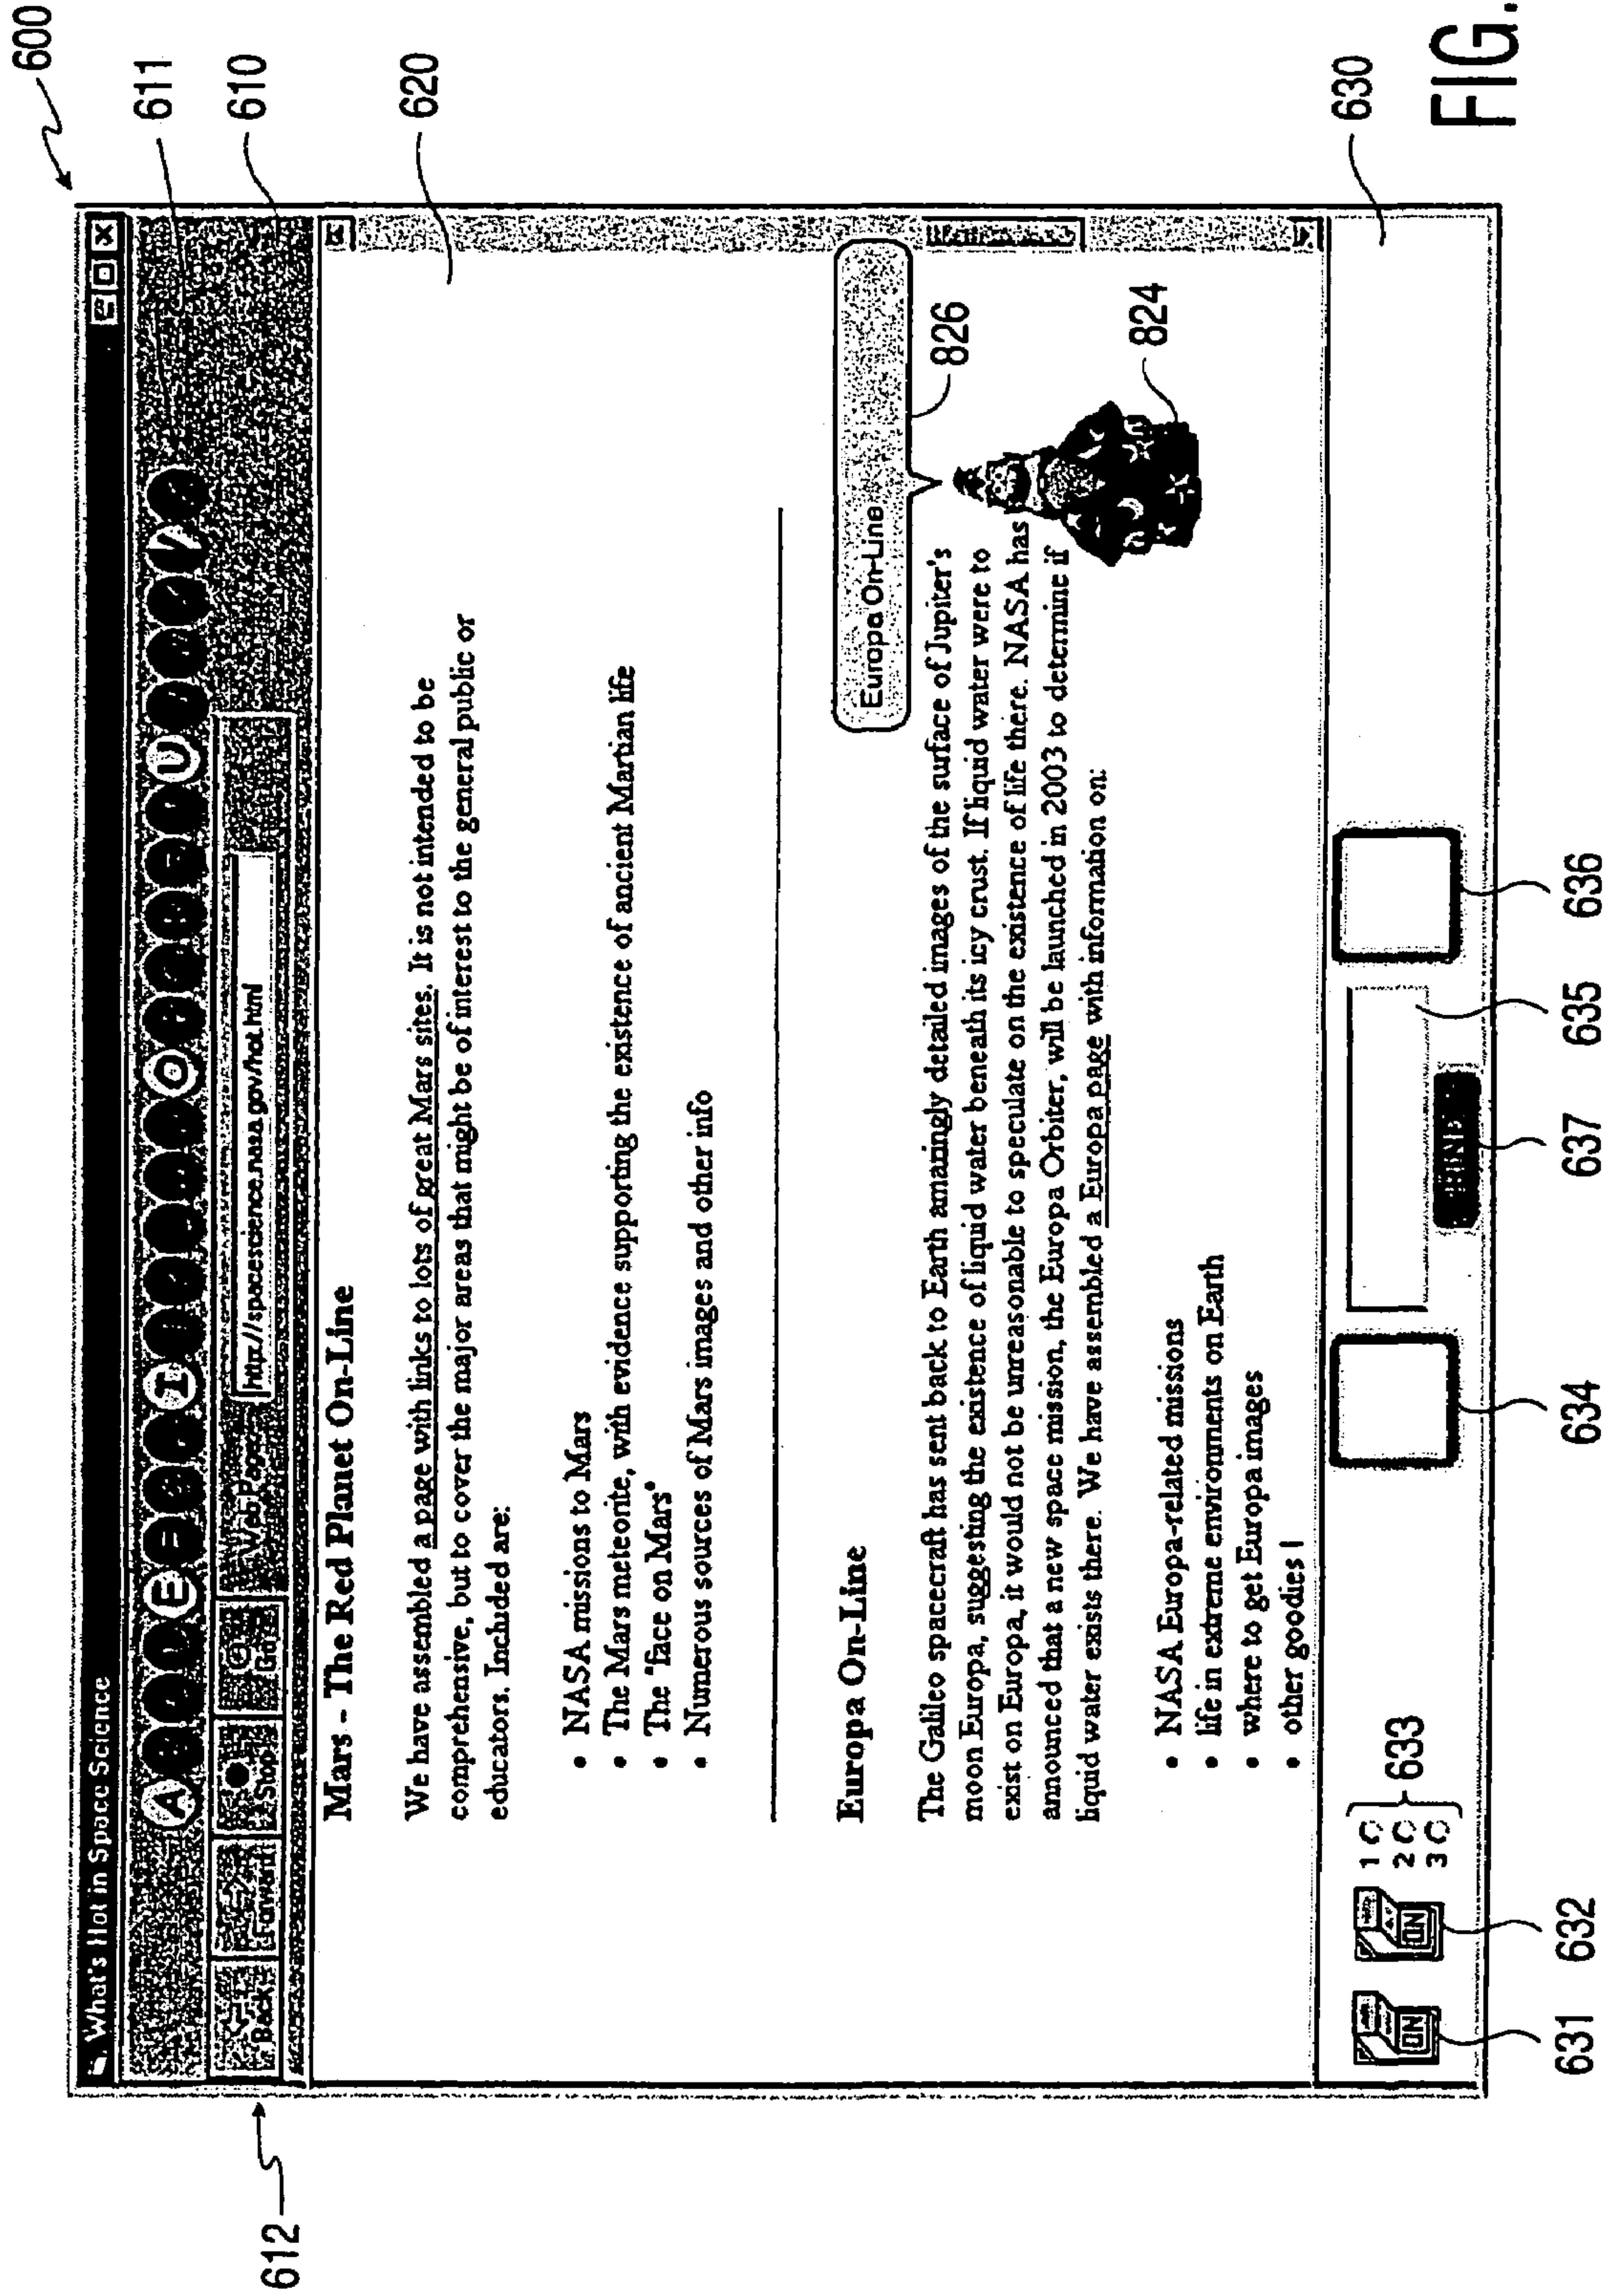 600
611
610
612
620
What's Hot in Space Science
A E I O U
Back Forward Stop Go
Web Page: http://spacescience.nasa.gov/hot.html
Mars - The Red Planet On-Line
We have assembled a page with links to lots of great Mars sites. It is not intended to be
comprehensive, but to cover the major areas that might be of interest to the general public or
educators. Included are:
• NASA missions to Mars
• The Mars meteorite, with evidence supporting the existence of ancient Martian life
• The "face on Mars"
• Numerous sources of Mars images and other info
Europa On-Line
Europa On-Line
826
824
The Galileo spacecraft has sent back to Earth amazingly detailed images of the surface of Jupiter's
moon Europa, suggesting the existence of liquid water beneath its icy crust. If liquid water were to
exist on Europa, it would not be unreasonable to speculate on the existence of life there. NASA has
announced that a new space mission, the Europa Orbiter, will be launched in 2003 to determine if
liquid water exists there. We have assembled a Europa page with information on:
• NASA Europa-related missions
• life in extreme environments on Earth
• where to get Europa images
• other goodies!
630
ON
ON
1
2
3
633
FIND
631
632
634
637
635
636
FIG.